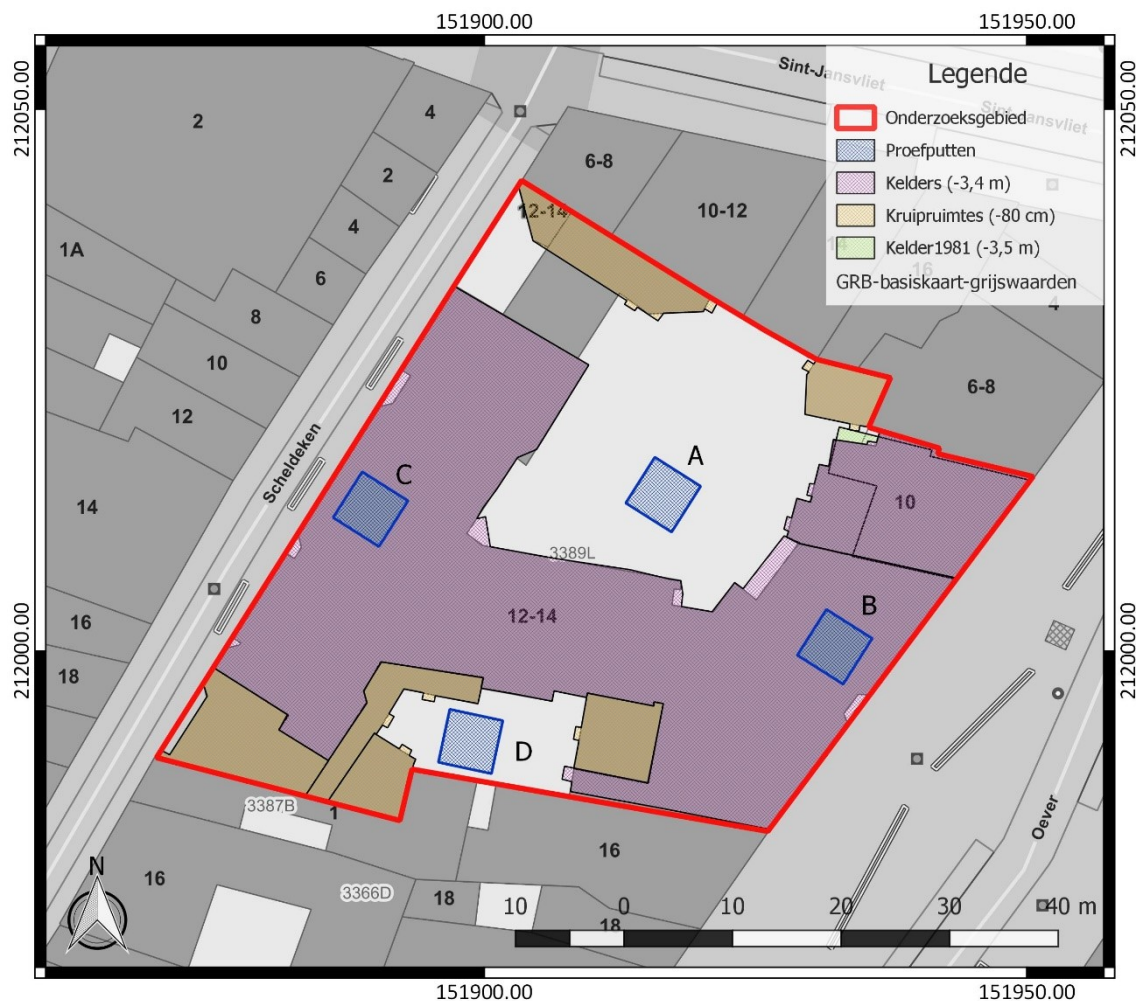 151900.00
151950.00
212050.00
212050.00
Sint-Jansvliet
Sint-Jansvliet
Legende
Onderzoeksgebied
Proefputten
Kelders (-3,4 m)
Kruipruimtes (-80 cm)
Kelder1981 (-3,5 m)
GRB-basiskaart-grijswaarden
2
4
2
4
6
8
10
12
14
16
18
1A
6-8
10-12
12-14
14
16
4
6-8
Scheldeken
C
A
10
3389L
12-14
B
D
212000.00
212000.00
3387B
1
16
3366D
18
16
18
Oever
N
10 0 10 20 30 40 m
151900.00
151950.00